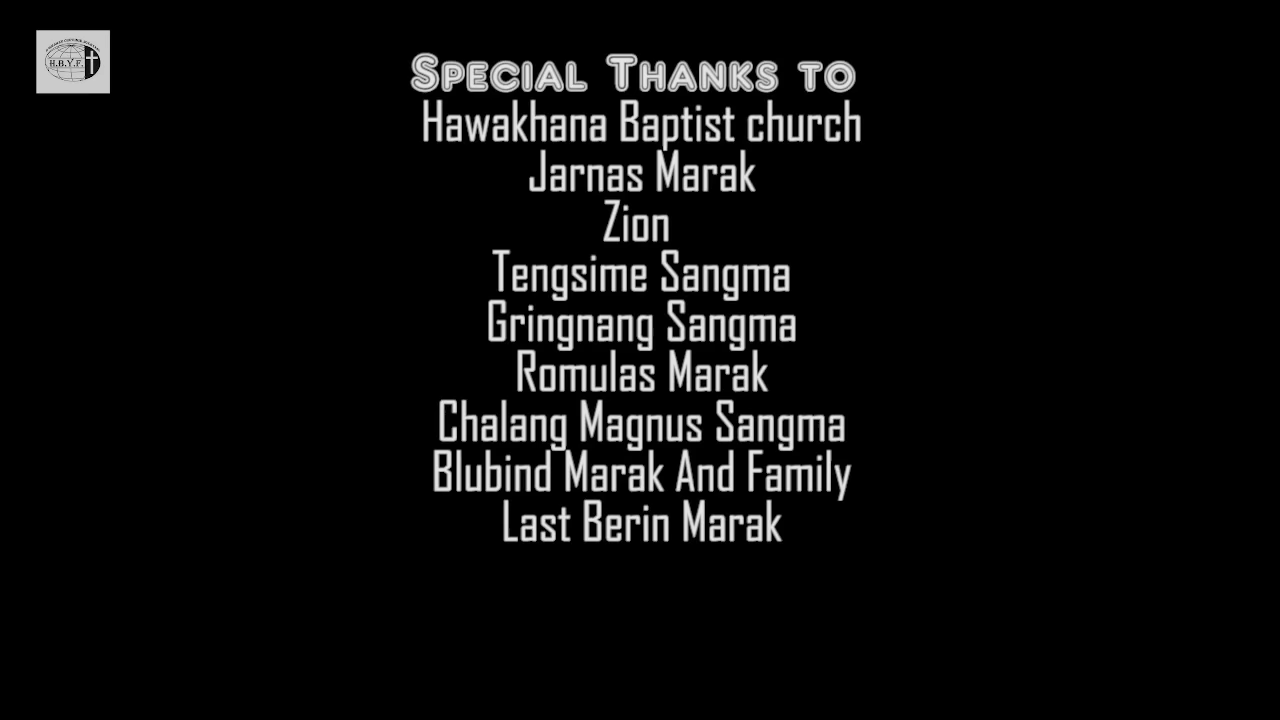 H.B.Y.F.
Special Thanks to
Hawakhana Baptist church
Jarnas Marak
Zion
Tengsime Sangma
Gringnang Sangma
Romulas Marak
Chalang Magnus Sangma
Blubind Marak And Family
Last Berin Marak